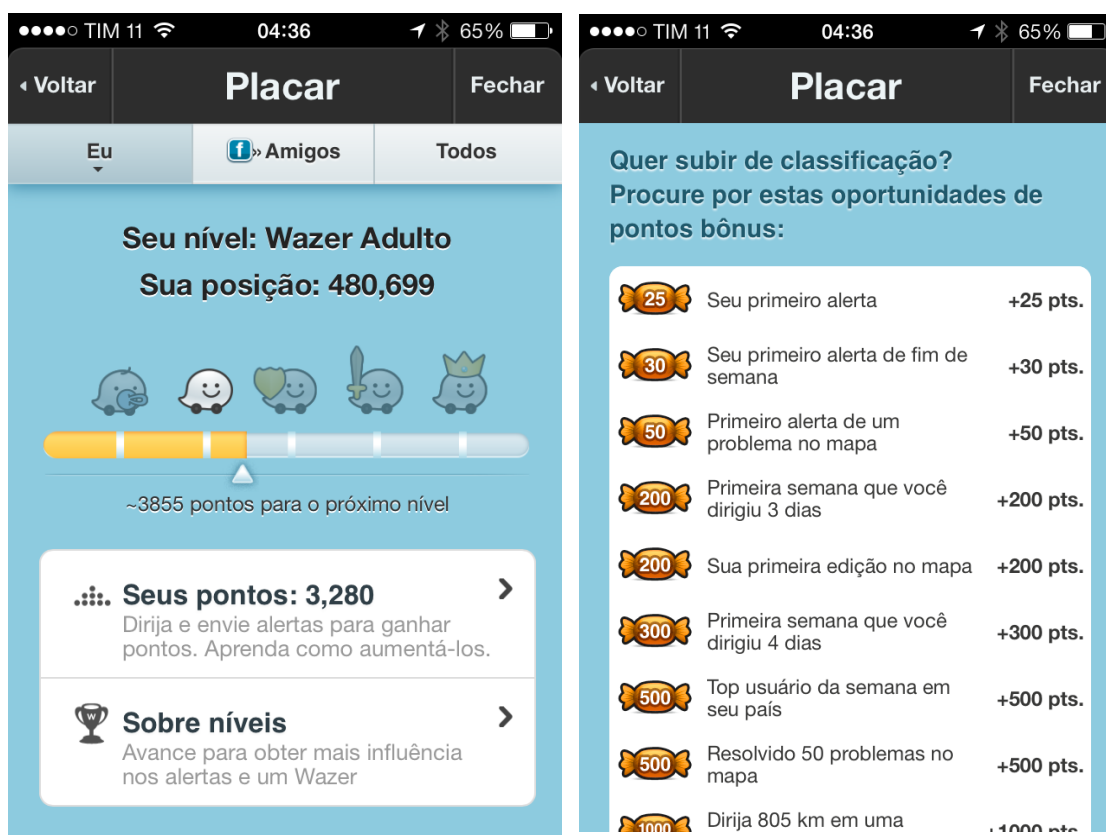 TIM 11 04:36 65%
Voltar Placar Fechar
Eu f» Amigos Todos
Seu nível: Wazer Adulto
Sua posição: 480,699
~3855 pontos para o próximo nível
Seus pontos: 3,280
Dirija e envie alertas para ganhar
pontos. Aprenda como aumentá-los.
W
Sobre níveis
Avance para obter mais influência
nos alertas e um Wazer
TIM 11 04:36 65%
Voltar Placar Fechar
Quer subir de classificação?
Procure por estas oportunidades de
pontos bônus:
25 Seu primeiro alerta +25 pts.
30 Seu primeiro alerta de fim de
semana +30 pts.
50 Primeiro alerta de um
problema no mapa +50 pts.
200 Primeira semana que você
dirigiu 3 dias +200 pts.
200 Sua primeira edição no mapa +200 pts.
300 Primeira semana que você
dirigiu 4 dias +300 pts.
500 Top usuário da semana em
seu país +500 pts.
500 Resolvido 50 problemas no
mapa +500 pts.
1000 Dirija 805 km em uma
+1000 pts.